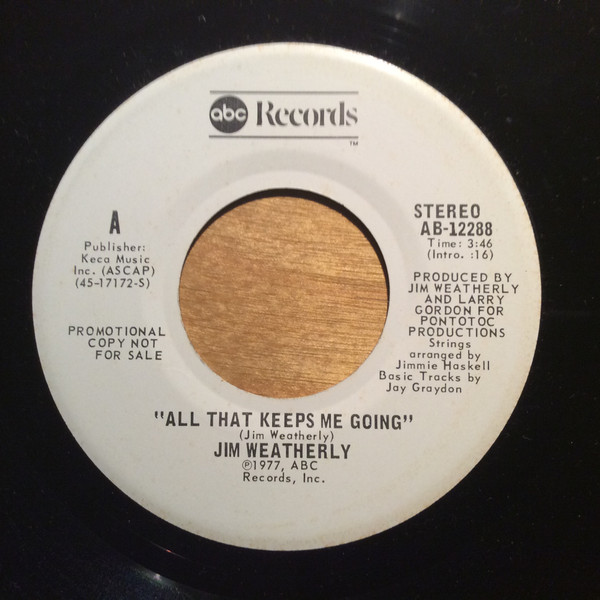 abc Records
TM
A
Publisher:
Keca Music
Inc. (ASCAP)
(45-17172-S)
PROMOTIONAL
COPY NOT
FOR SALE
STEREO
AB-12288
Time: 3:46
(Intro. :16)
PRODUCED BY
JIM WEATHERLY
AND LARRY
GORDON FOR
PONTOTOC
PRODUCTIONS
Strings
arranged by
Jimmie Haskell
Basic Tracks by
Jay Graydon
"ALL THAT KEEPS ME GOING"
(Jim Weatherly)
JIM WEATHERLY
℗1977, ABC
Records, Inc.